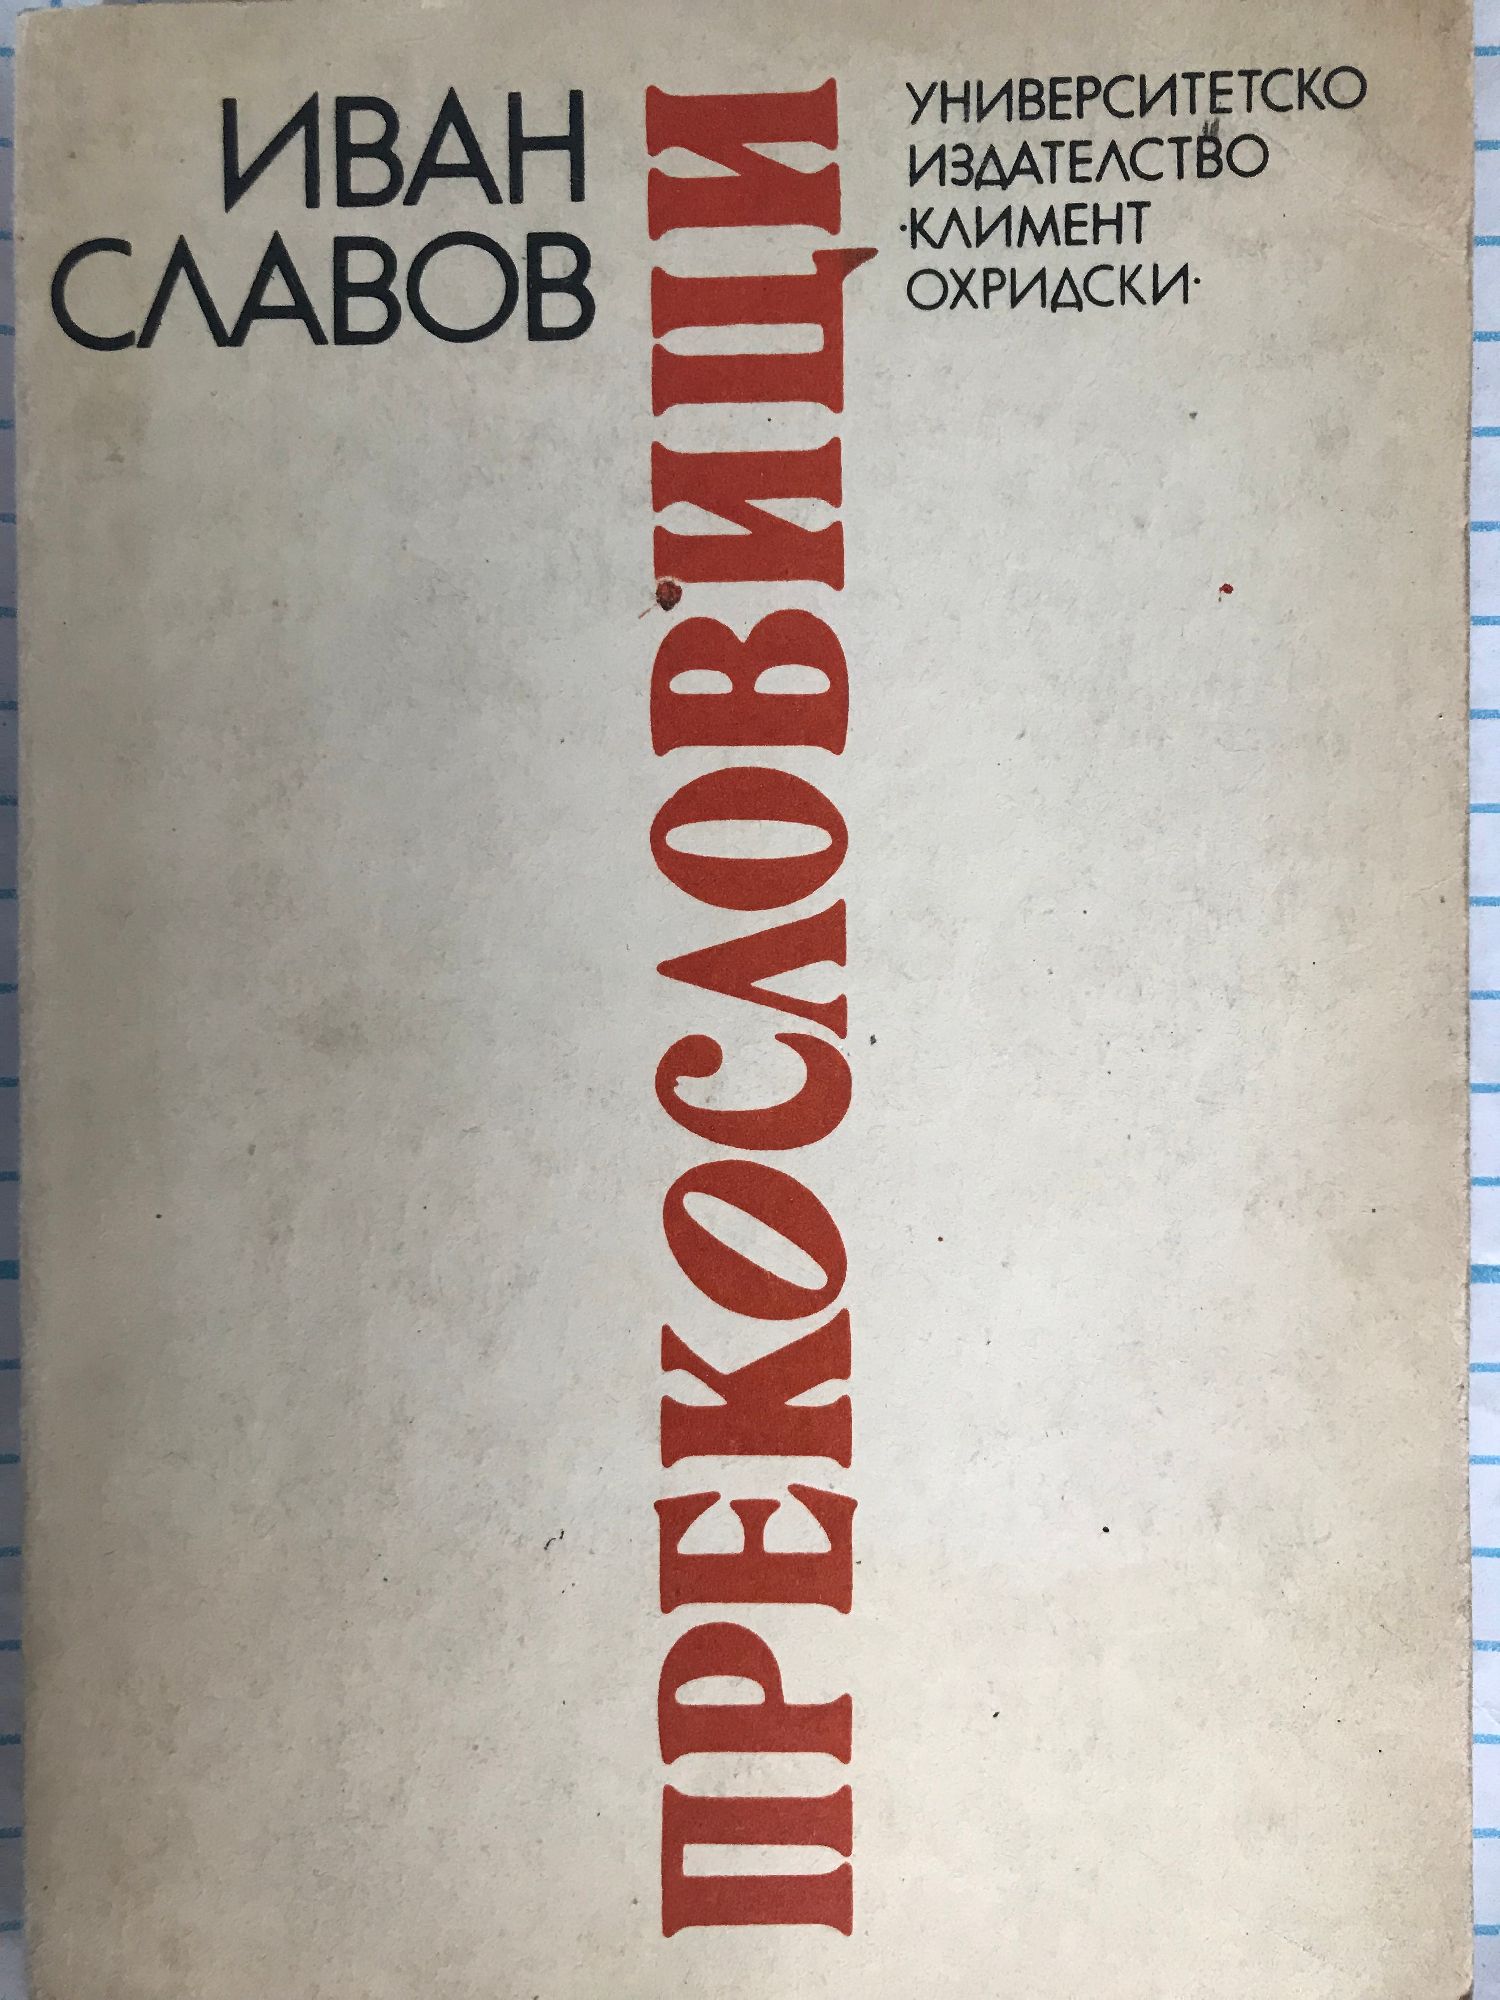 ИВАН
СЛАВОВ
ПРЕКОСЛОВИЦИ
УНИВЕРСИТЕТСКО
ИЗДАТЕЛСТВО
·КЛИМЕНТ
ОХРИДСКИ·